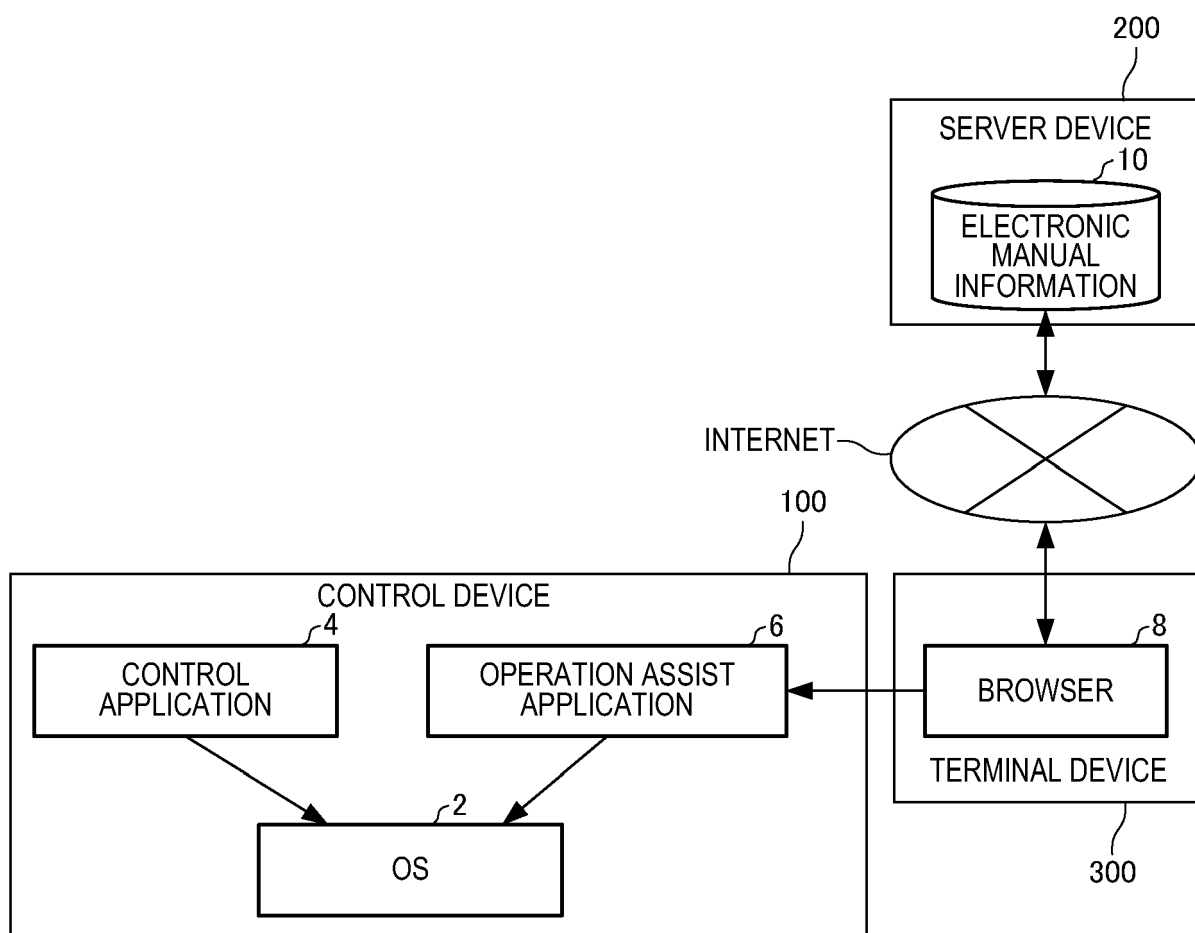 200
SERVER DEVICE
10
ELECTRONIC
MANUAL
INFORMATION
INTERNET
100
CONTROL DEVICE
4
CONTROL
APPLICATION
6
OPERATION ASSIST
APPLICATION
8
BROWSER
TERMINAL DEVICE
2
OS
300